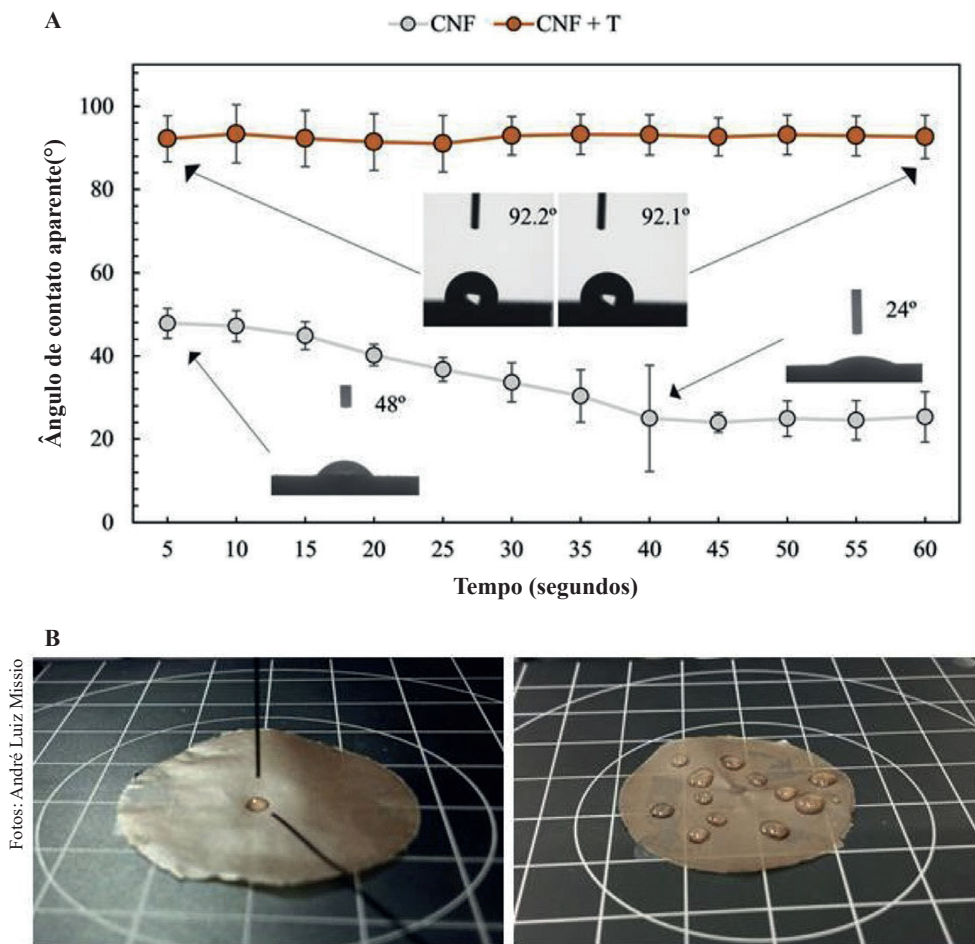 A
CNF CNF + T
Ângulo de contato aparente(°)
100
80
60
40
20
0
92.2º
92.1º
24°
48º
5 10 15 20 25 30 35 40 45 50 55 60
Tempo (segundos)
B
Fotos: André Luiz Missio